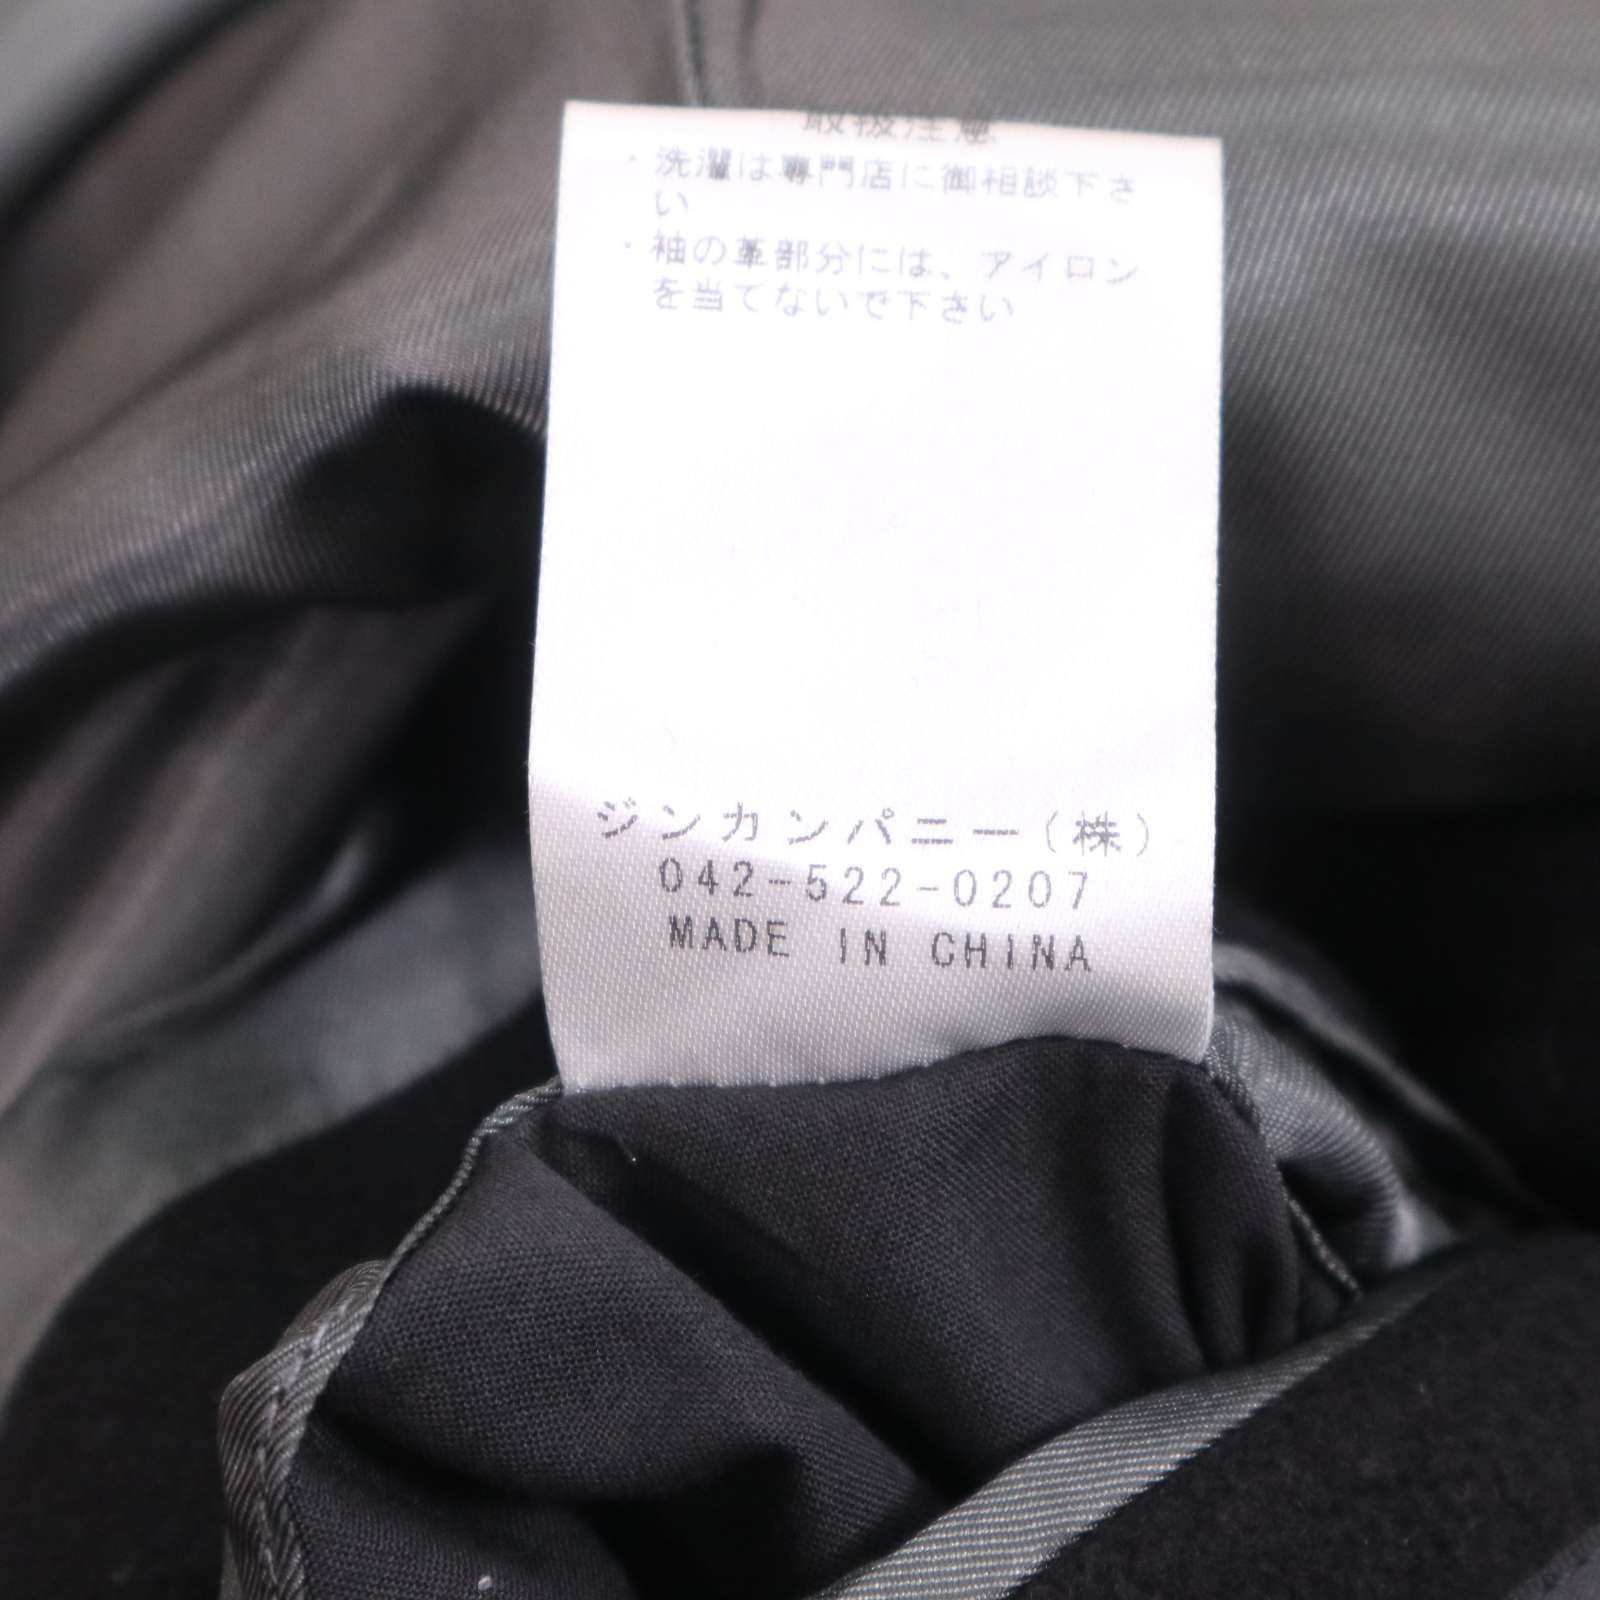 取扱注意
・洗濯は専門店に御相談下さ
い
・袖の革部分には、アイロン
を当てないで下さい
ジンカンパニー(株)
042-522-0207
MADE IN CHINA